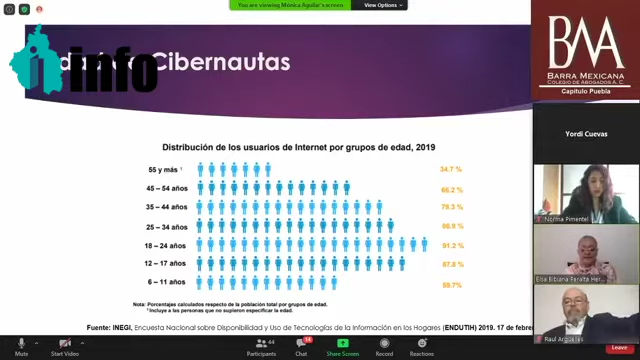 You are viewing Mónica Aguilar's screen
View Options
info
Cibernautas
BMA
BARRA MEXICANA
COLEGIO DE ABOGADOS A. C.
Capítulo Puebla
Yordi Cuevas
Distribución de los usuarios de Internet por grupos de edad, 2019
55 y más ¹ 34.7 %
45 – 54 años 66.2 %
35 – 44 años 78.3 %
25 – 34 años 86.9 %
18 – 24 años 91.2 %
12 – 17 años 87.8 %
6 – 11 años 59.7%
Norma Pimentel
Elsa Bibiana Peralta Her...
Raúl Argüelles
Nota: Porcentajes calculados respecto de la población total por grupos de edad.
¹ Incluye a las personas que no supieron especificar la edad.
Fuente: INEGI, Encuesta Nacional sobre Disponibilidad y Uso de Tecnologías de la Información en los Hogares (ENDUTIH) 2019. 17 de febre
Mute
Start Video
44
Participants
14
Chat
Share Screen
Record
Reactions
Leave